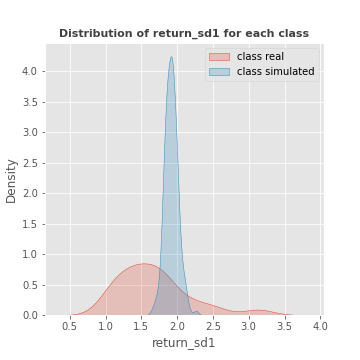 Distribution of return_sd1 for each class
class real
class simulated
4.0
3.5
3.0
2.5
2.0
1.5
1.0
0.5
0.0
Density
0.5 1.0 1.5 2.0 2.5 3.0 3.5 4.0
return_sd1